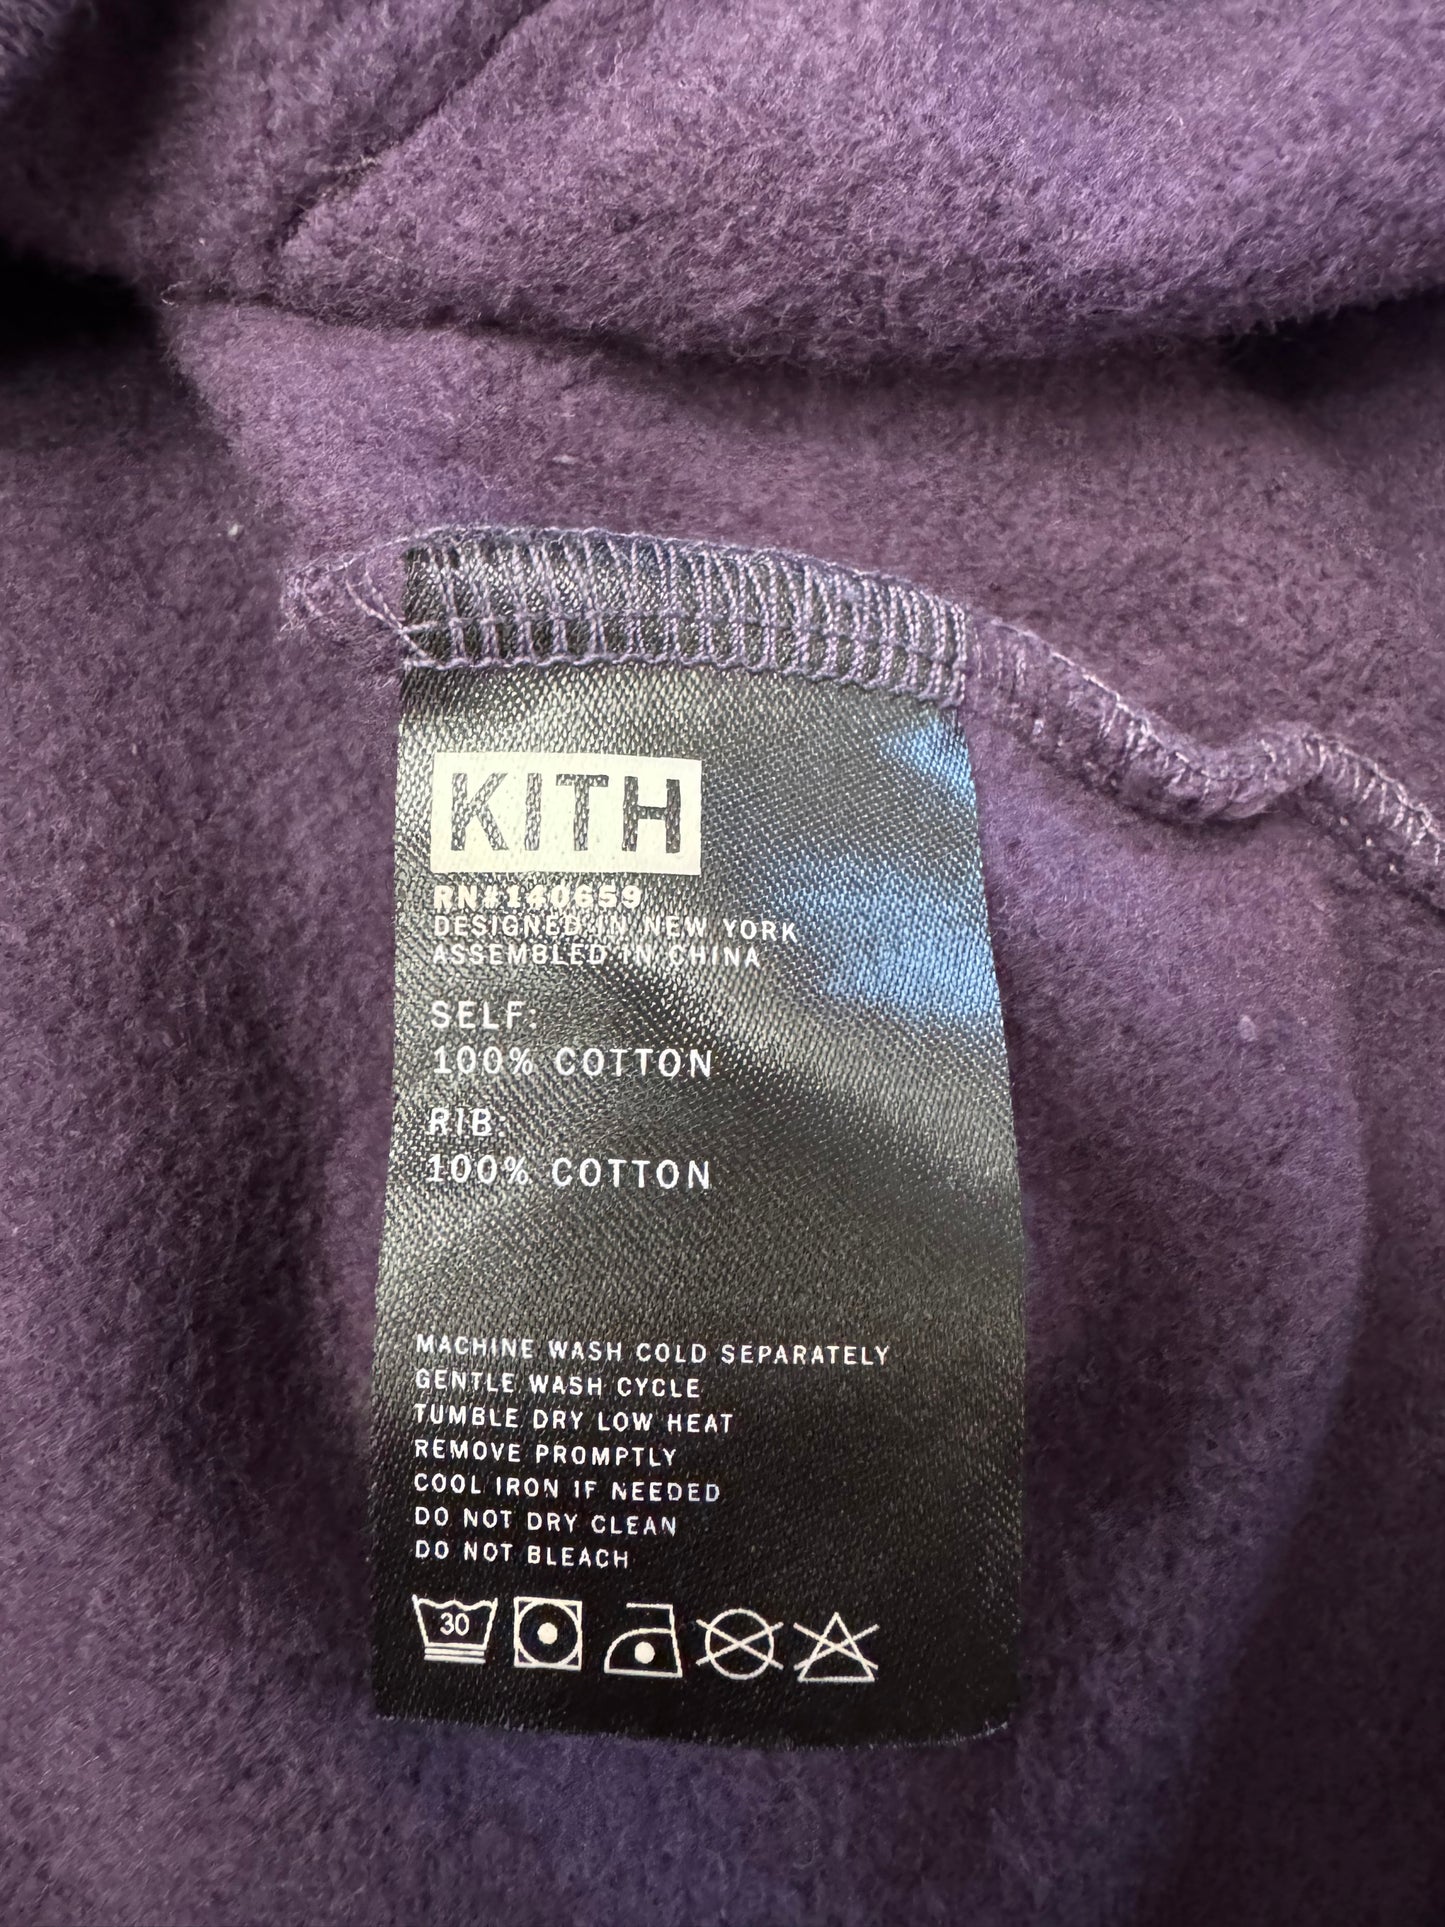 KITH
RN#140659
DESIGNED IN NEW YORK
ASSEMBLED IN CHINA
SELF:
100% COTTON
RIB:
100% COTTON
MACHINE WASH COLD SEPARATELY
GENTLE WASH CYCLE
TUMBLE DRY LOW HEAT
REMOVE PROMPTLY
COOL IRON IF NEEDED
DO NOT DRY CLEAN
DO NOT BLEACH
30